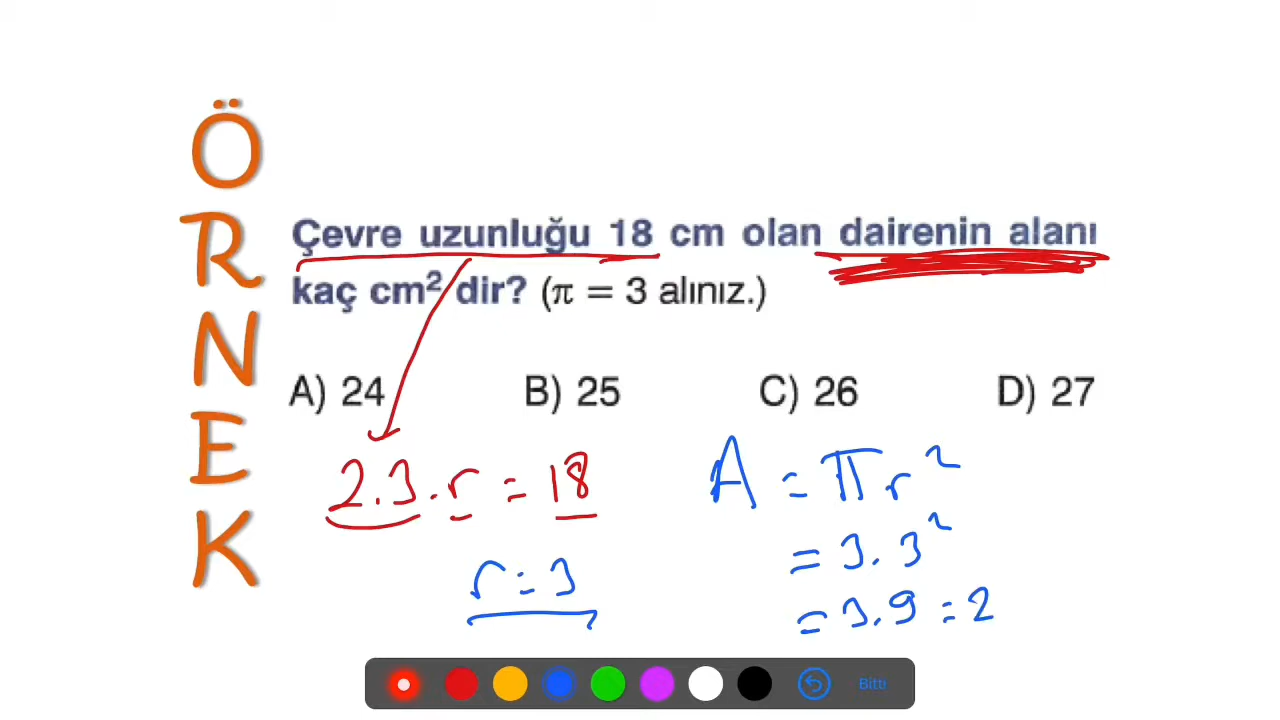 ÖRNEK
Çevre uzunluğu 18 cm olan dairenin alanı
kaç cm² dir? (π = 3 alınız.)
A) 24 B) 25 C) 26 D) 27
2.3.r = 18
r = 3
A = πr²
= 3.3²
= 3.9 = 2
Bitti